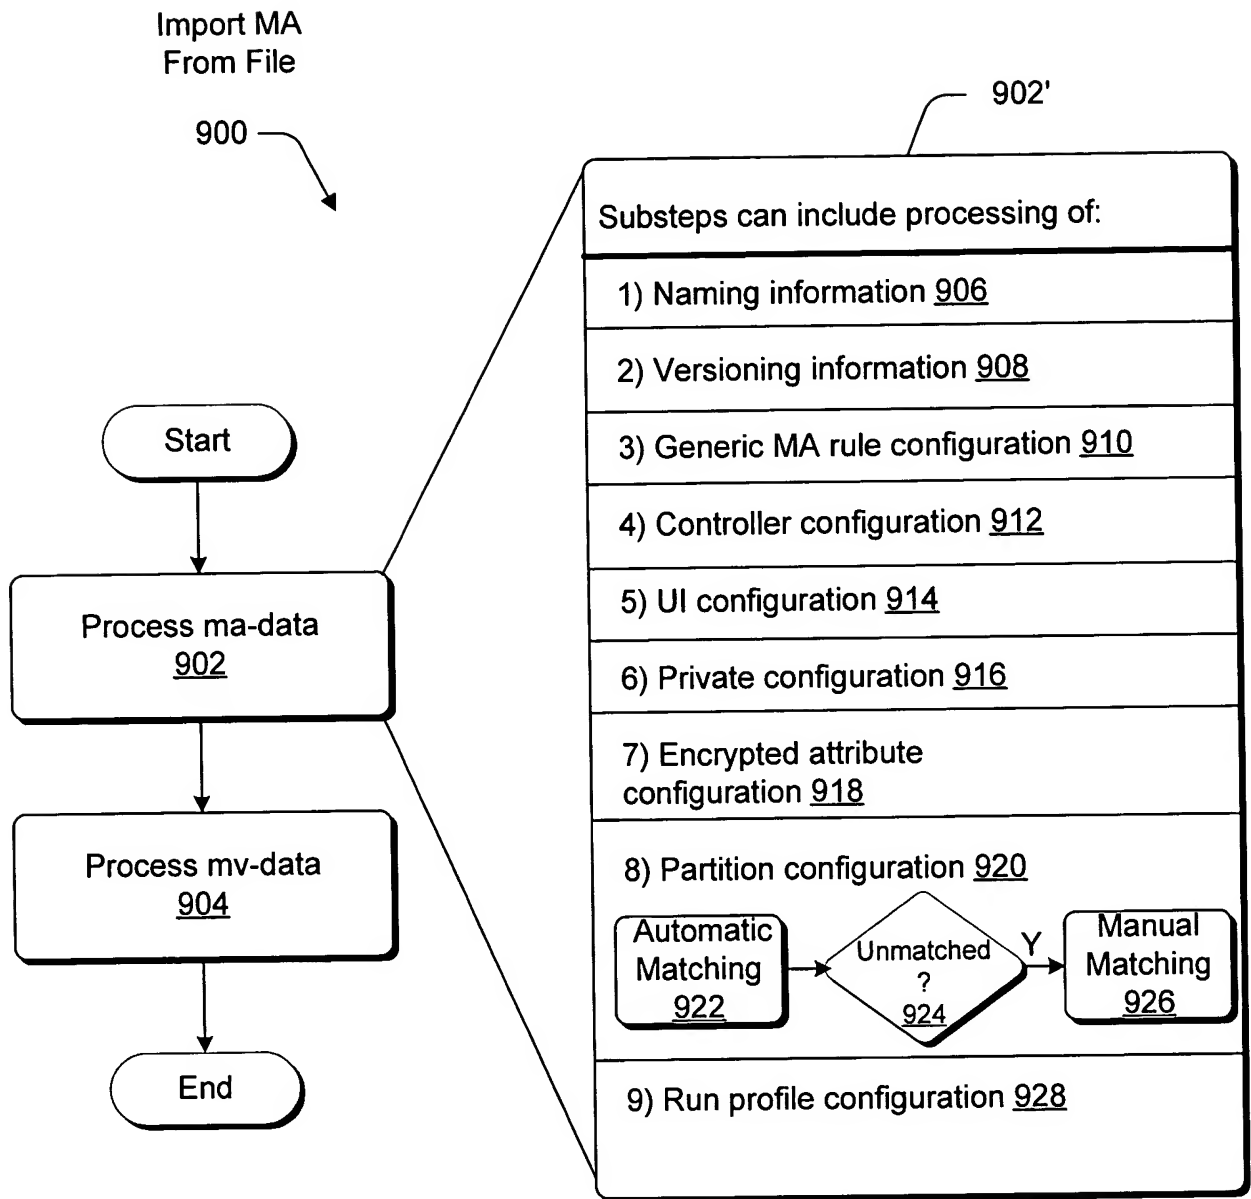 Import MA
From File
900
902'
Substeps can include processing of:
1) Naming information 906
2) Versioning information 908
3) Generic MA rule configuration 910
4) Controller configuration 912
5) UI configuration 914
6) Private configuration 916
7) Encrypted attribute
configuration 918
8) Partition configuration 920
Automatic
Matching
922
Unmatched
?
924
Y
Manual
Matching
926
9) Run profile configuration 928
Start
Process ma-data
902
Process mv-data
904
End